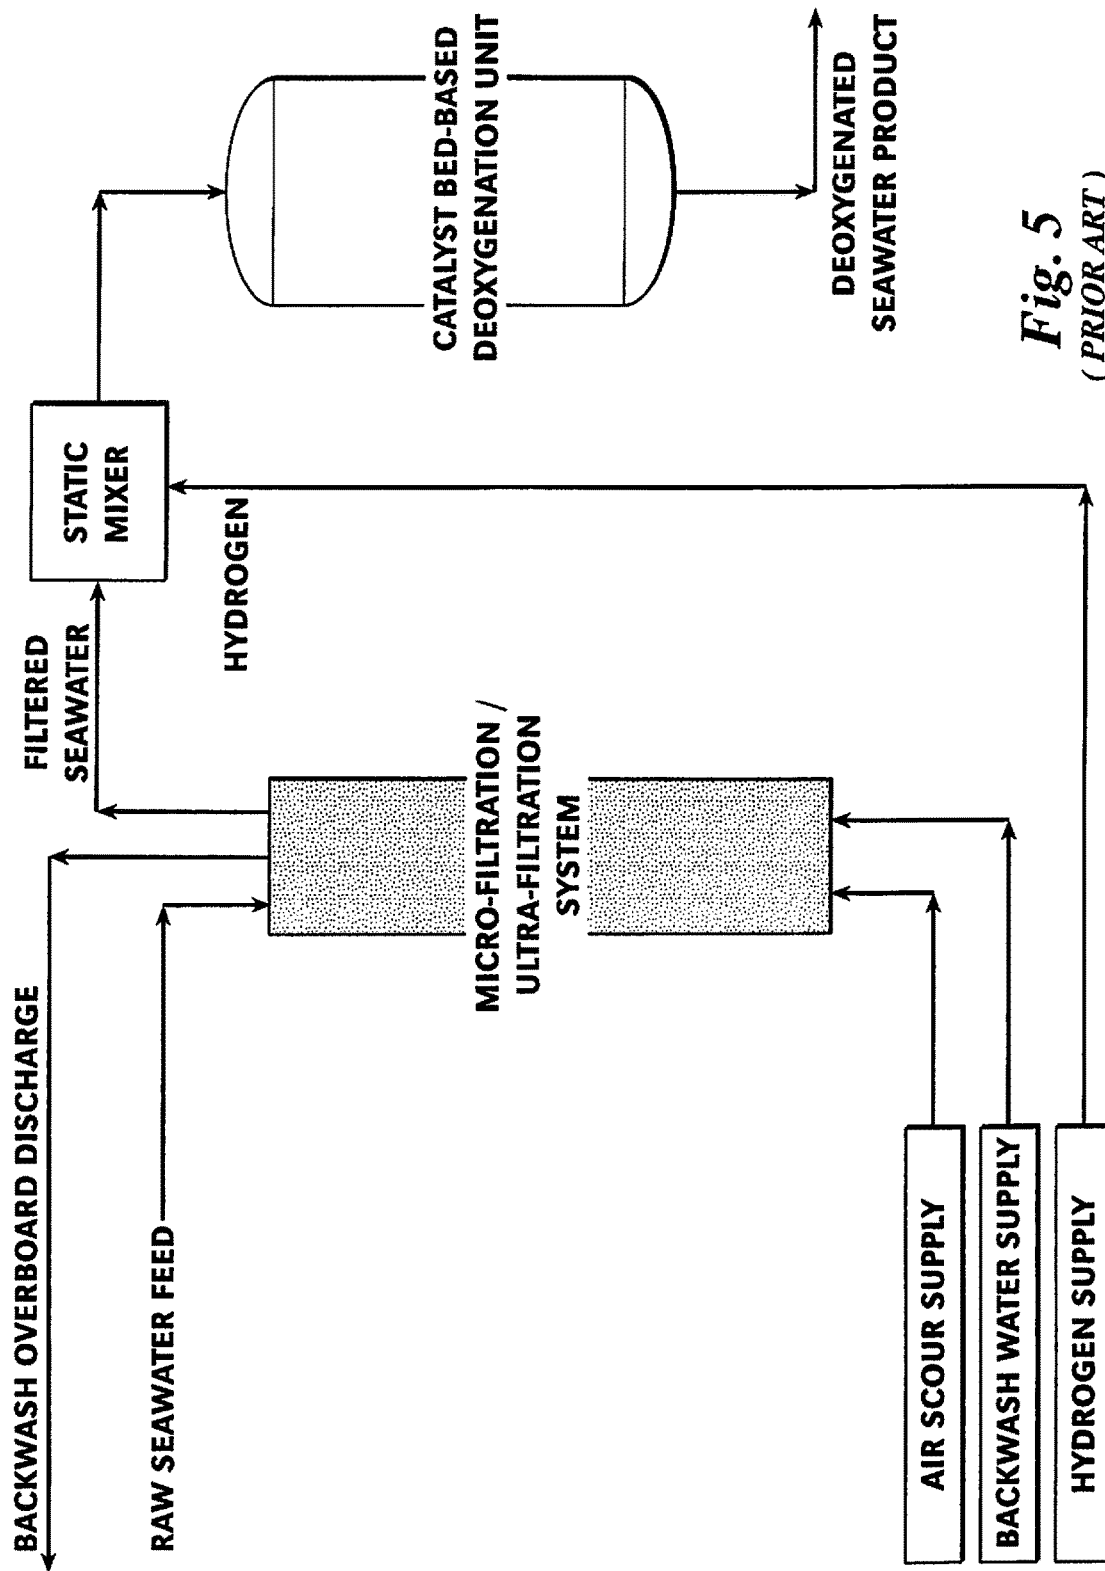 BACKWASH OVERBOARD DISCHARGE
RAW SEAWATER FEED
FILTERED
SEAWATER
STATIC
MIXER
HYDROGEN
MICRO-FILTRATION /
ULTRA-FILTRATION
SYSTEM
CATALYST BED-BASED
DEOXYGENATION UNIT
DEOXYGENATED
SEAWATER PRODUCT
AIR SCOUR SUPPLY
BACKWASH WATER SUPPLY
HYDROGEN SUPPLY
Fig. 5
(PRIOR ART)